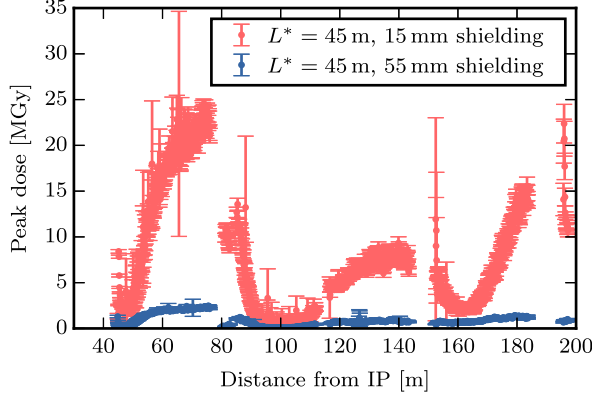 35
30
25
20
15
10
5
0
Peak dose [MGy]
L* = 45 m, 15 mm shielding
L* = 45 m, 55 mm shielding
40 60 80 100 120 140 160 180 200
Distance from IP [m]